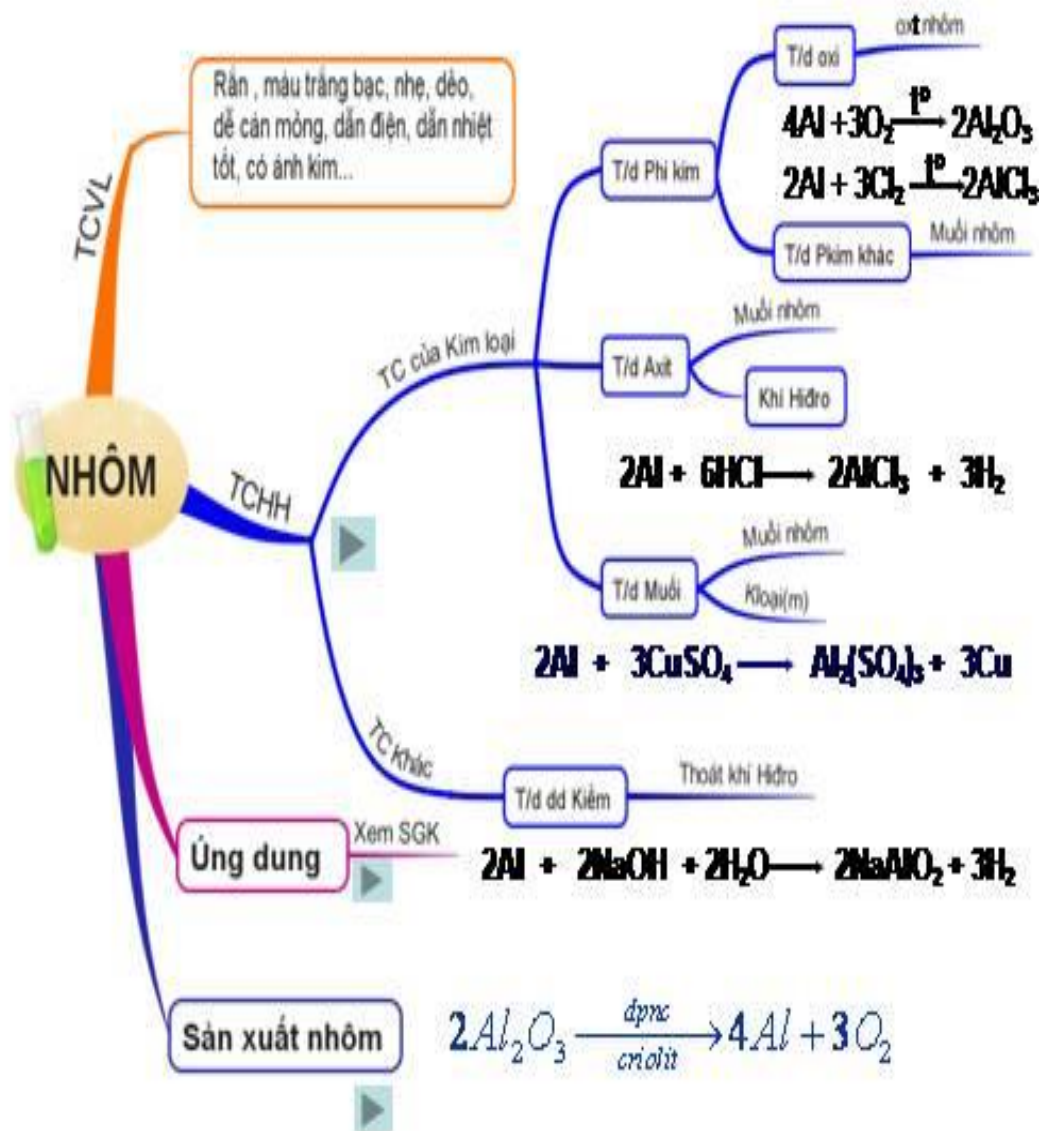 NHÔM
TCVL
Rắn , màu trắng bạc, nhẹ, dẻo,
dễ cán mỏng, dẫn điện, dẫn nhiệt
tốt, có ánh kim...
TCHH
TC của Kim loại
T/d Phi kim
T/d oxi
oxt nhôm
4Al +3O₂ —t°→ 2Al₂O₃
2Al + 3Cl₂ —t°→ 2AlCl₃
T/d Pkim khác
Muối nhôm
T/d Axit
Muối nhôm
Khí Hiđro
2Al + 6HCl → 2AlCl₃ + 3H₂
T/d Muối
Muối nhôm
Kloại(m)
2Al + 3CuSO₄ → Al₂(SO₄)₃ + 3Cu
TC Khác
T/d dd Kiềm
Thoát khí Hiđro
2Al + 2NaOH + 2H₂O → 2NaAlO₂ + 3H₂
Ứng dung
Xem SGK
Sản xuất nhôm
2Al₂O₃ —dpnc/criolit→ 4Al + 3O₂